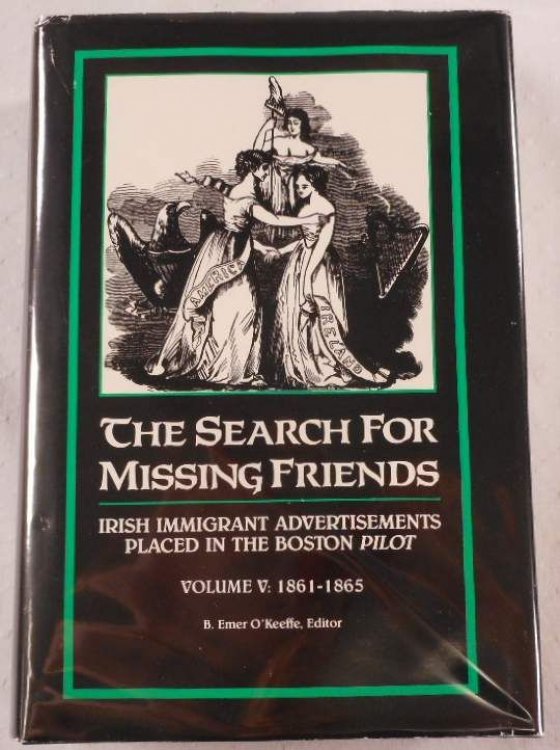 AMERICA
IRELAND
THE SEARCH FOR
MISSING FRIENDS
IRISH IMMIGRANT ADVERTISEMENTS
PLACED IN THE BOSTON PILOT
VOLUME V: 1861-1865
B. Emer O'Keeffe, Editor